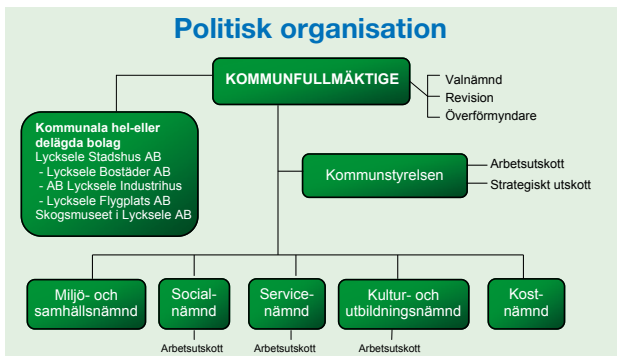 Politisk organisation
KOMMUNFULLMÄKTIGE
Valnämnd
Revision
Överförmyndare
Kommunala hel-eller
delägda bolag
Lycksele Stadshus AB
- Lycksele Bostäder AB
- AB Lycksele Industrihus
- Lycksele Flygplats AB
Skogsmuseet i Lycksele AB
Kommunstyrelsen
Arbetsutskott
Strategiskt utskott
Miljö- och
samhällsnämnd
Social-
nämnd
Service-
nämnd
Kultur- och
utbildningsnämnd
Kost-
nämnd
Arbetsutskott
Arbetsutskott
Arbetsutskott